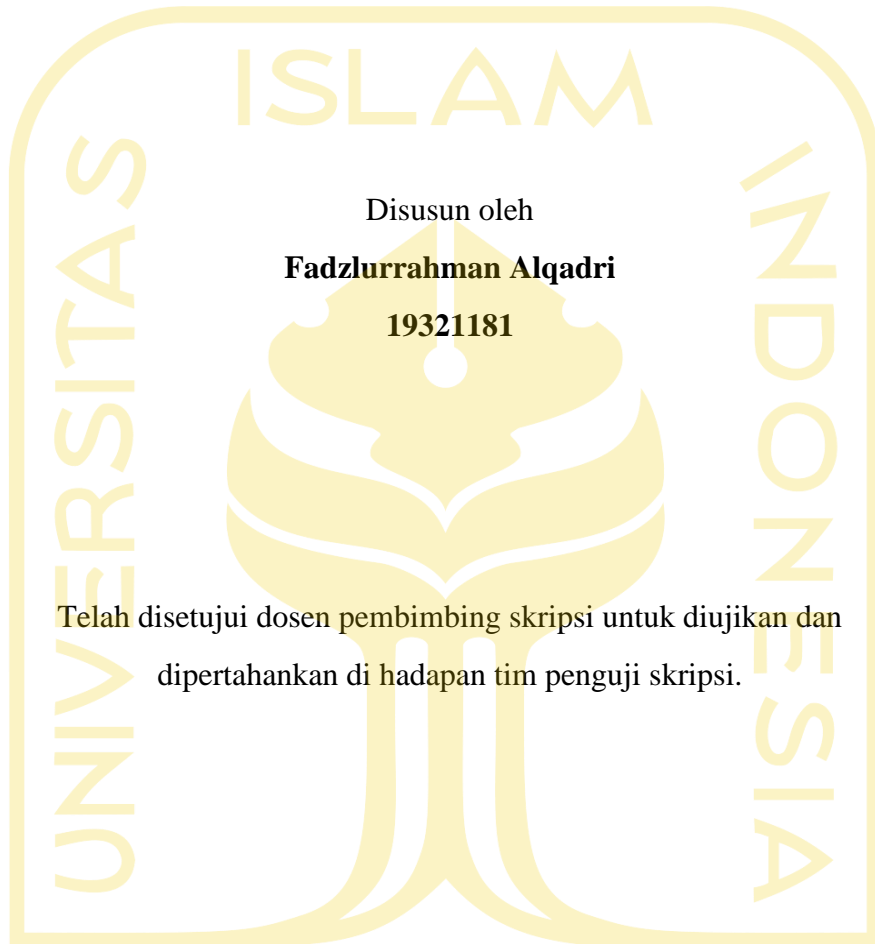 ISLAM
UNIVERSITAS
INDONESIA
Disusun oleh
Fadzlurrahman Alqadri
19321181
Telah disetujui dosen pembimbing skripsi untuk diujikan dan
dipertahankan di hadapan tim penguji skripsi.